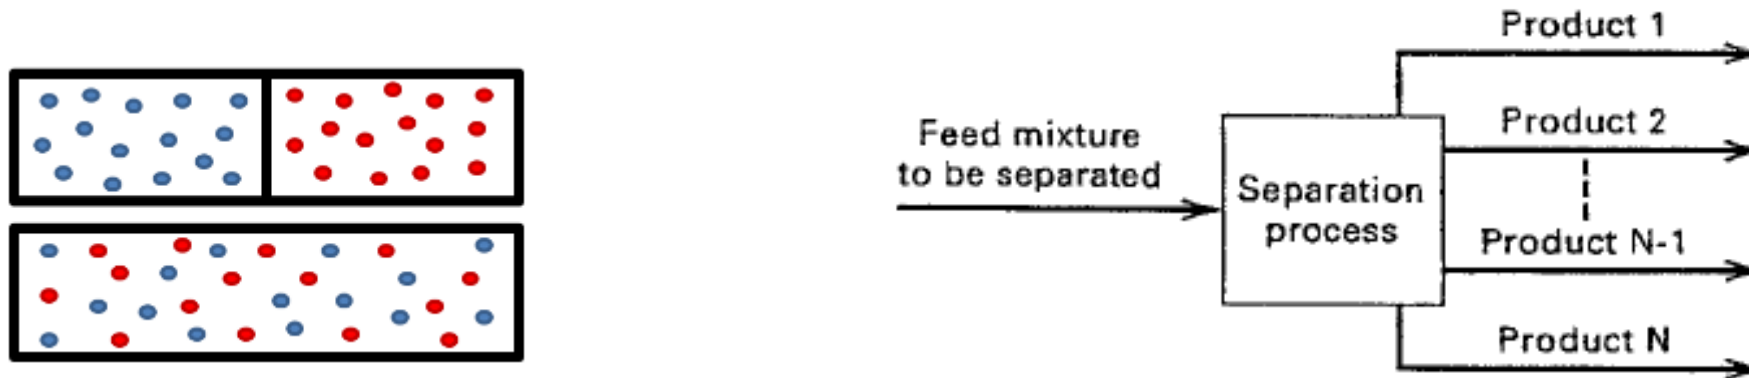 Product 1
Feed mixture
to be separated
Product 2
Separation
process
Product N-1
Product N